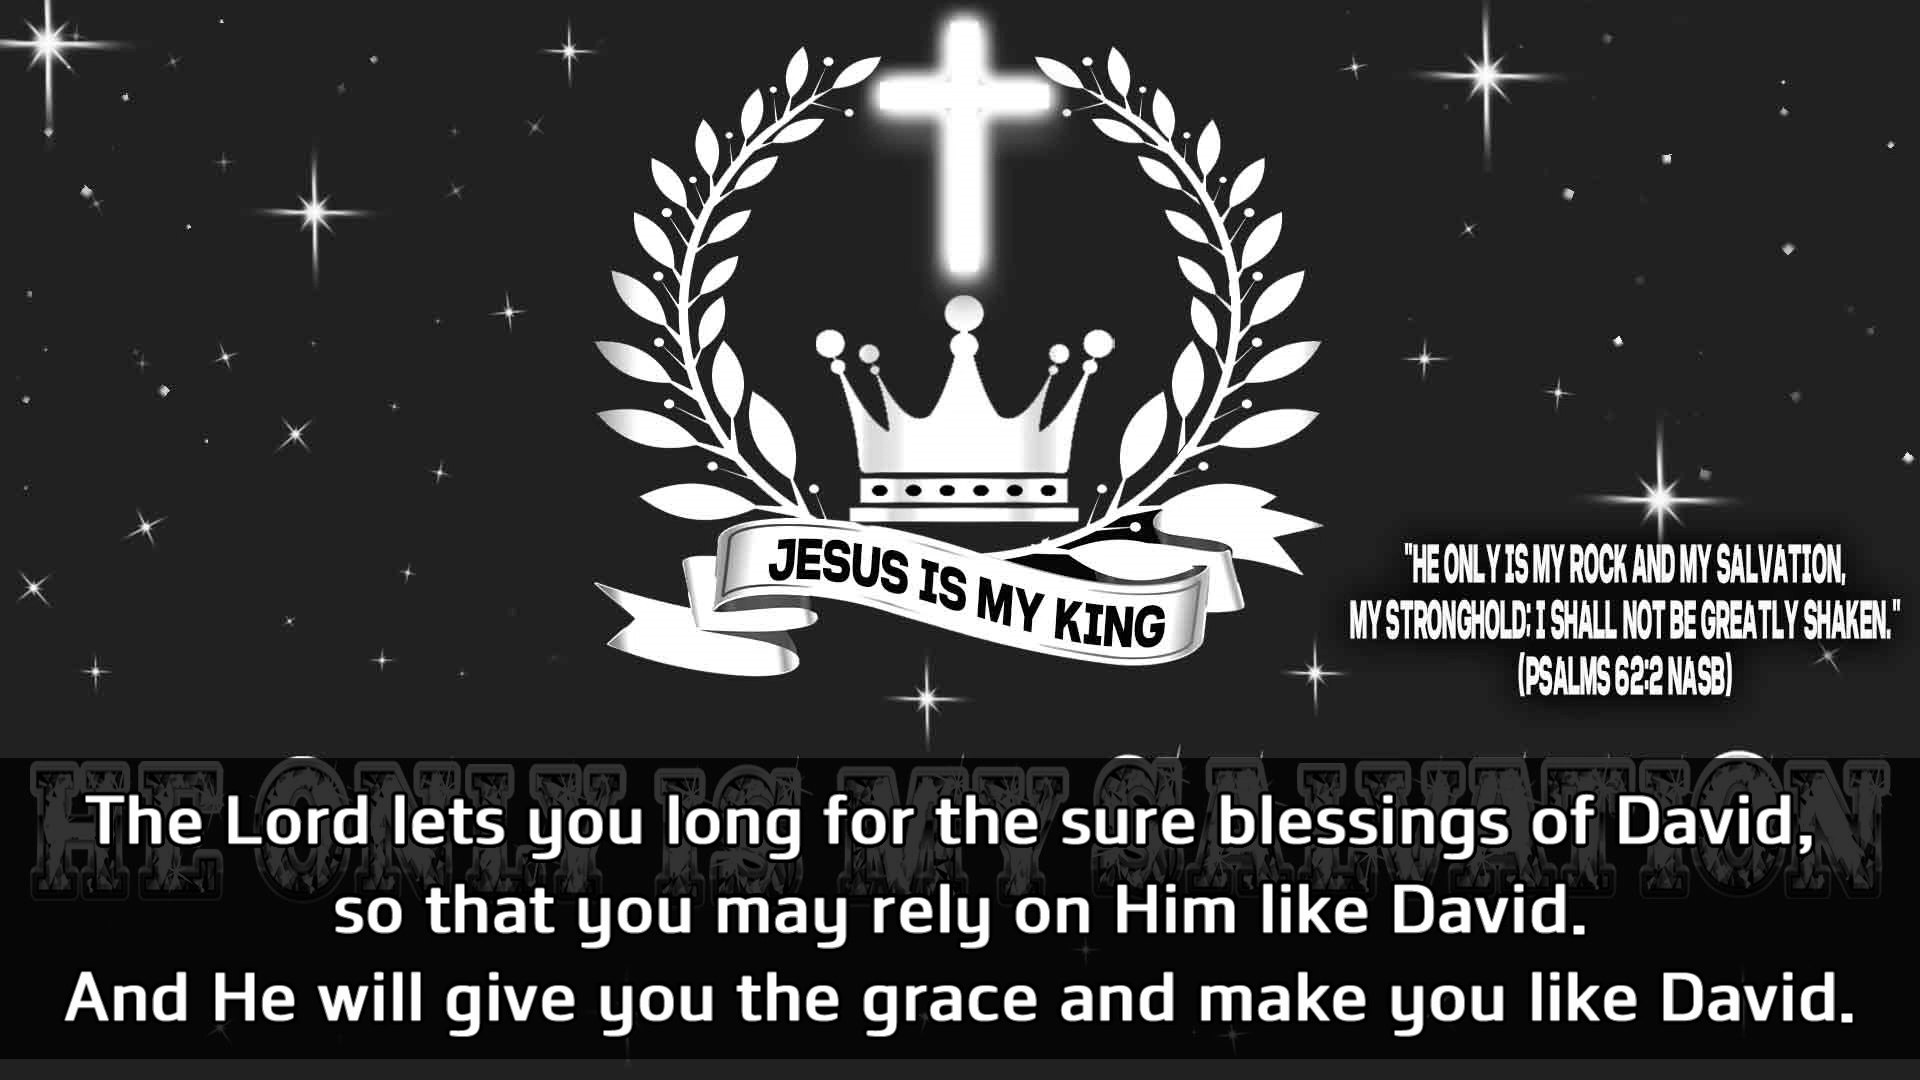 JESUS IS MY KING
"HE ONLY IS MY ROCK AND MY SALVATION,
MY STRONGHOLD; I SHALL NOT BE GREATLY SHAKEN."
(PSALMS 62:2 NASB)
HE ONLY IS MY SALVATION
The Lord lets you long for the sure blessings of David,
so that you may rely on Him like David.
And He will give you the grace and make you like David.